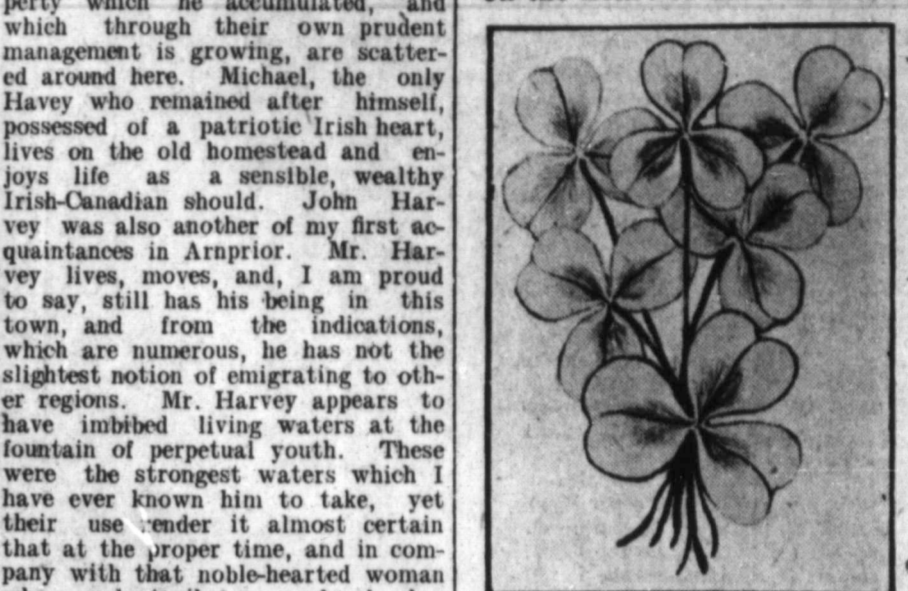 perty which he accumulated, and
which through their own prudent
management is growing, are scatter-
ed around here. Michael, the only
Havey who remained after himself,
possessed of a patriotic Irish heart,
lives on the old homestead and en-
joys life as a sensible, wealthy
Irish-Canadian should. John Har-
vey was also another of my first ac-
quaintances in Arnprior. Mr. Har-
vey lives, moves, and, I am proud
to say, still has his being in this
town, and from the indications,
which are numerous, he has not the
slightest notion of emigrating to oth-
er regions. Mr. Harvey appears to
have imbibed living waters at the
fountain of perpetual youth. These
were the strongest waters which I
have ever known him to take, yet
their use render it almost certain
that at the proper time, and in com-
pany with that noble-hearted woman